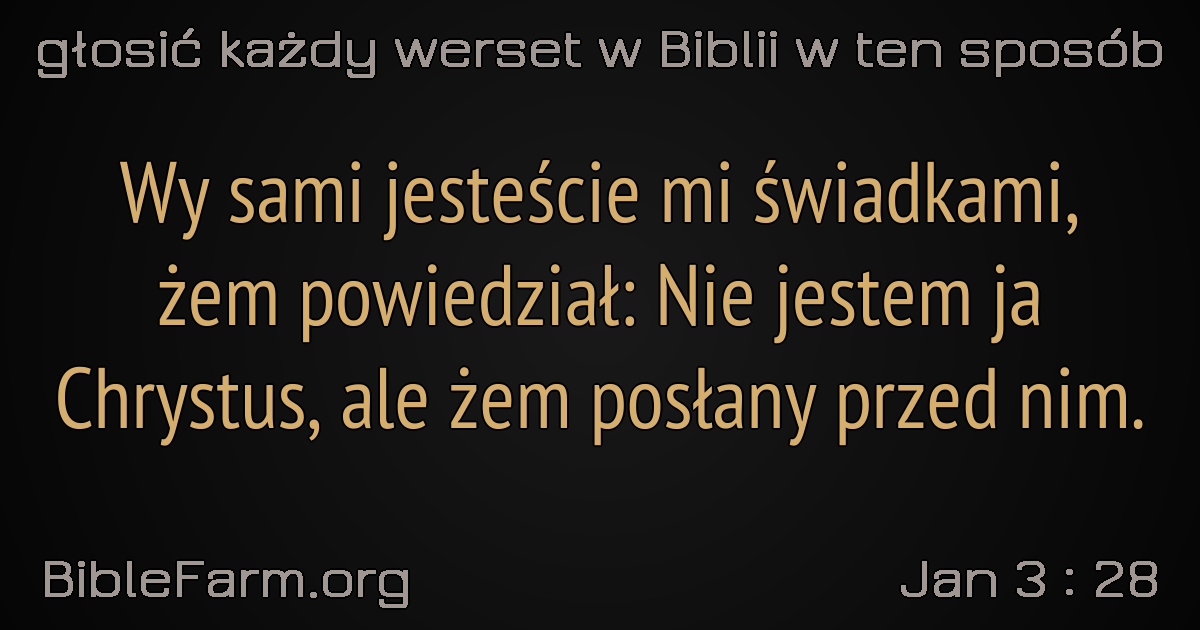 głosić każdy werset w Biblii w ten sposób
Wy sami jesteście mi świadkami,
żem powiedział: Nie jestem ja
Chrystus, ale żem posłany przed nim.
BibleFarm.org
Jan 3 : 28